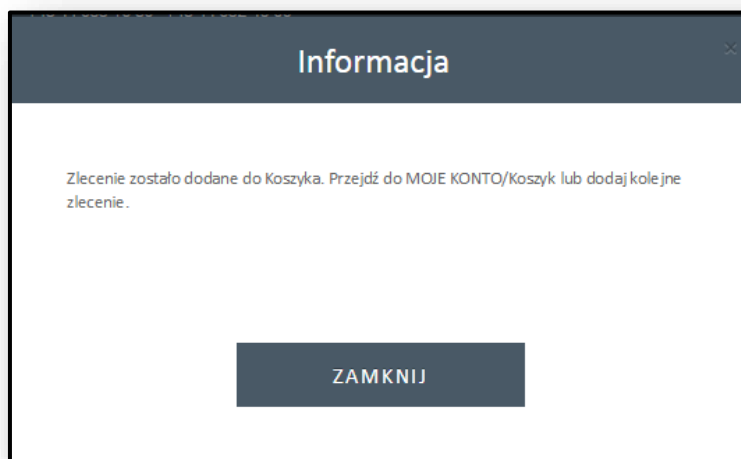 Informacja
×
Zlecenie zostało dodane do Koszyka. Przejdź do MOJE KONTO/Koszyk lub dodaj kolejne
zlecenie.
ZAMKNIJ